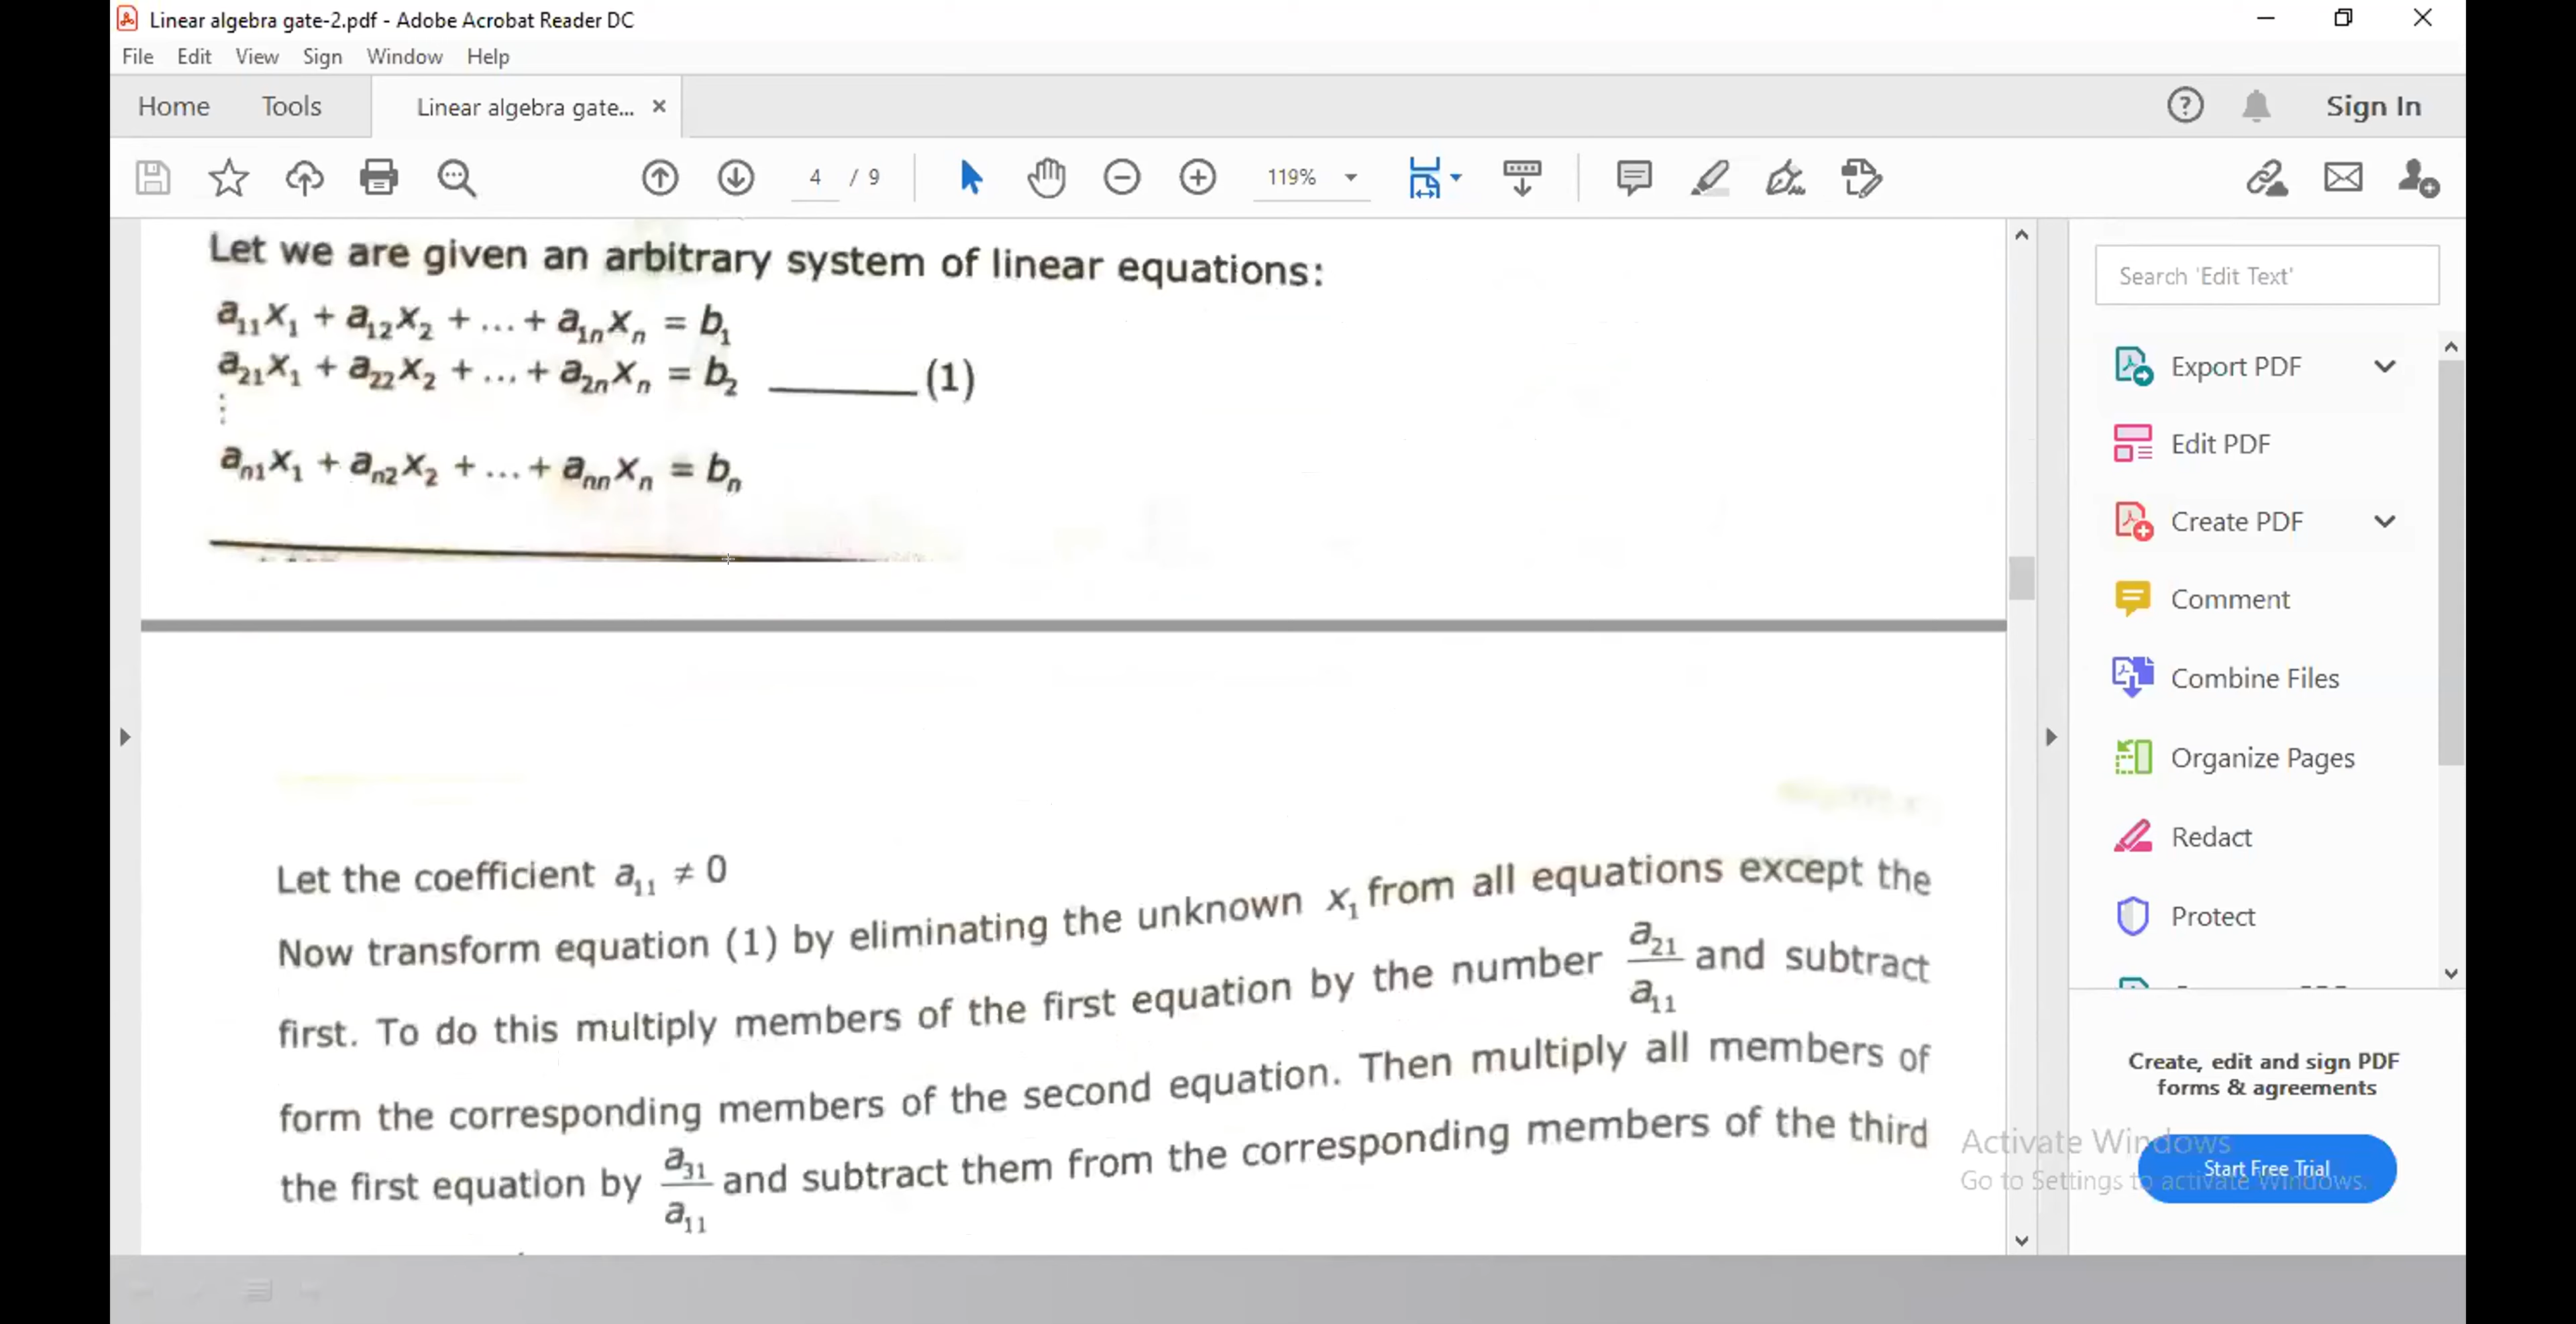 Linear algebra gate-2.pdf - Adobe Acrobat Reader DC
File Edit View Sign Window Help
Home Tools Linear algebra gate... × Sign In
4 / 9 119%
Let we are given an arbitrary system of linear equations:
a₁₁x₁ + a₁₂x₂ + ... + a₁ₙxₙ = b₁
a₂₁x₁ + a₂₂x₂ + ... + a₂ₙxₙ = b₂ ______(1)
⋮
aₙ₁x₁ + aₙ₂x₂ + ... + aₙₙxₙ = bₙ
Let the coefficient a₁₁ ≠ 0
Now transform equation (1) by eliminating the unknown x₁ from all equations except the
first. To do this multiply members of the first equation by the number a₂₁/a₁₁ and subtract
form the corresponding members of the second equation. Then multiply all members of
the first equation by a₃₁/a₁₁ and subtract them from the corresponding members of the third
Search 'Edit Text'
Export PDF
Edit PDF
Create PDF
Comment
Combine Files
Organize Pages
Redact
Protect
Create, edit and sign PDF
forms & agreements
Start Free Trial
Activate Windows
Go to Settings to activate Windows.